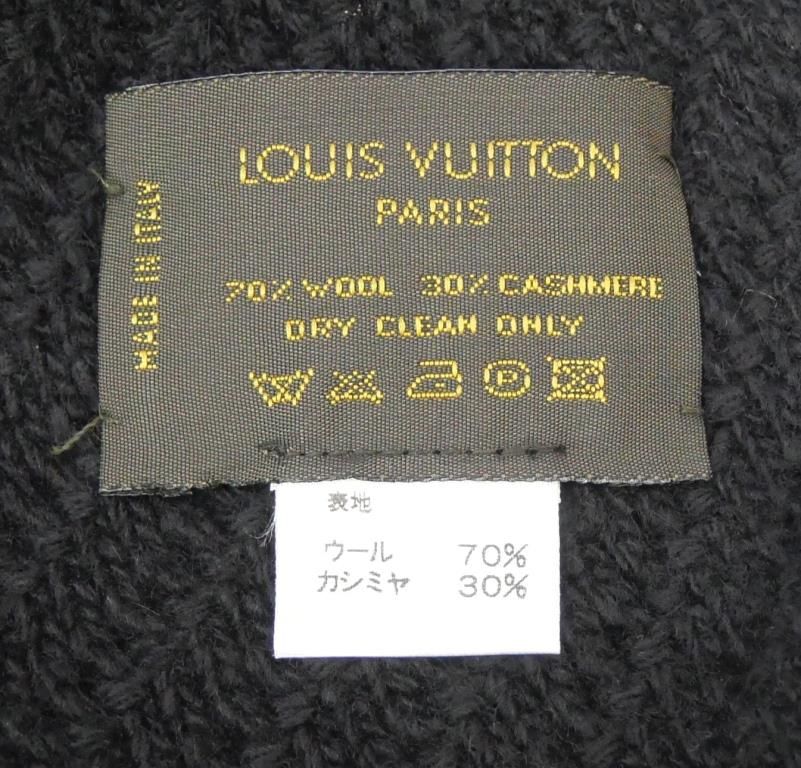 LOUIS VUITTON
PARIS
MADE IN ITALY
70% WOOL 30% CASHMERE
DRY CLEAN ONLY
P
表地
ウール 70%
カシミヤ 30%